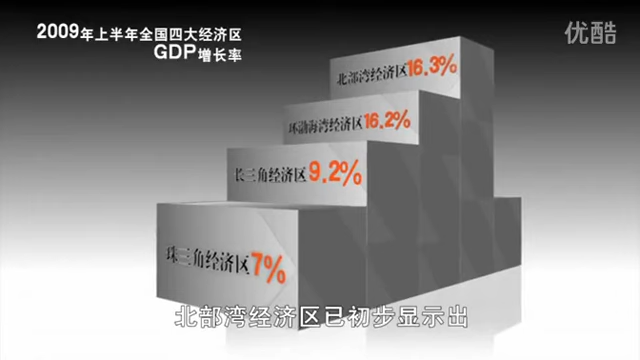 2009年上半年全国四大经济区
GDP增长率
优酷
北部湾经济区16.3%
环渤海湾经济区16.2%
长三角经济区9.2%
珠三角经济区7%
北部湾经济区已初步显示出